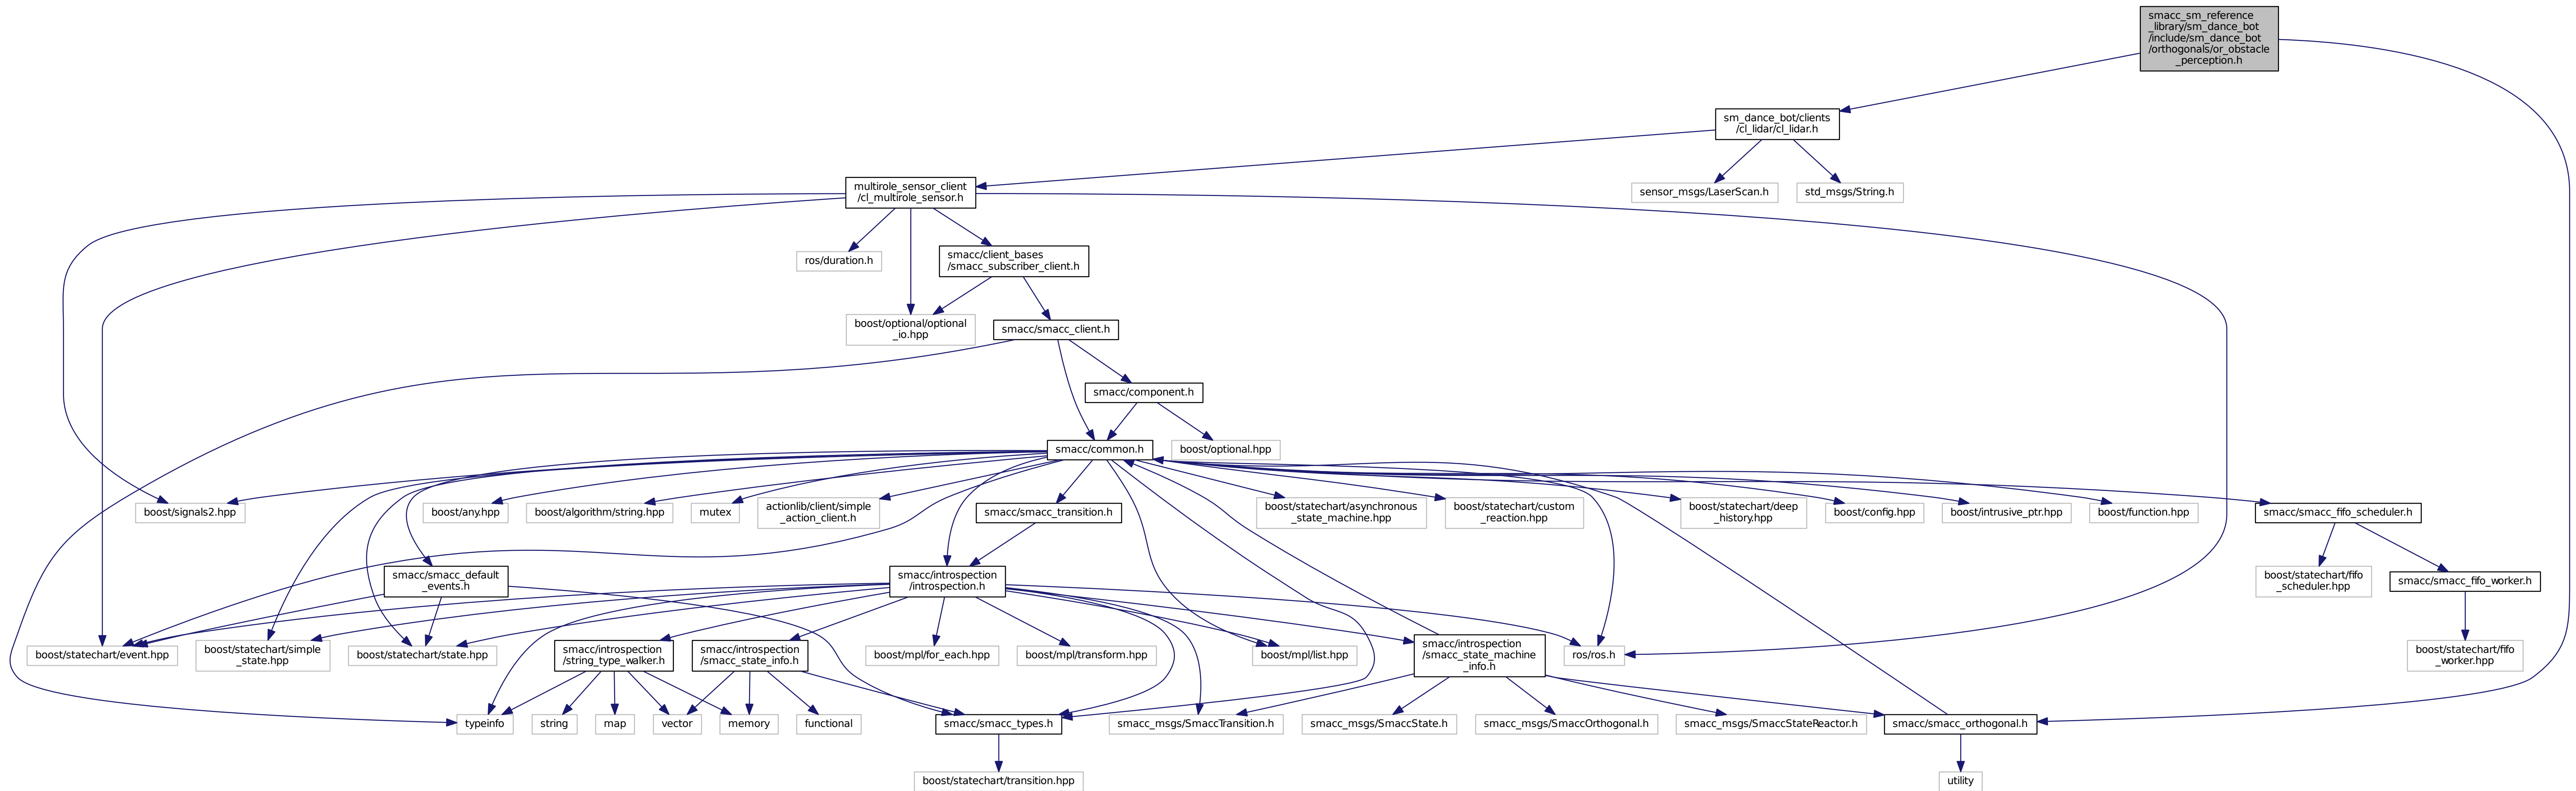 smacc_sm_reference
_library/sm_dance_bot
/include/sm_dance_bot
/orthogonals/or_obstacle
_perception.h
sm_dance_bot/clients
/cl_lidar/cl_lidar.h
multirole_sensor_client
/cl_multirole_sensor.h
sensor_msgs/LaserScan.h
std_msgs/String.h
ros/duration.h
smacc/client_bases
/smacc_subscriber_client.h
boost/optional/optional
_io.hpp
smacc/smacc_client.h
smacc/component.h
smacc/common.h
boost/optional.hpp
boost/signals2.hpp
boost/any.hpp
boost/algorithm/string.hpp
mutex
actionlib/client/simple
_action_client.h
smacc/smacc_transition.h
boost/statechart/asynchronous
_state_machine.hpp
boost/statechart/custom
_reaction.hpp
boost/statechart/deep
_history.hpp
boost/config.hpp
boost/intrusive_ptr.hpp
boost/function.hpp
smacc/smacc_fifo_scheduler.h
smacc/smacc_default
_events.h
smacc/introspection
/introspection.h
boost/statechart/fifo
_scheduler.hpp
smacc/smacc_fifo_worker.h
boost/statechart/event.hpp
boost/statechart/simple
_state.hpp
boost/statechart/state.hpp
smacc/introspection
/string_type_walker.h
smacc/introspection
/smacc_state_info.h
boost/mpl/for_each.hpp
boost/mpl/transform.hpp
boost/mpl/list.hpp
smacc/introspection
/smacc_state_machine
_info.h
ros/ros.h
boost/statechart/fifo
_worker.hpp
typeinfo
string
map
vector
memory
functional
smacc/smacc_types.h
smacc_msgs/SmaccTransition.h
smacc_msgs/SmaccState.h
smacc_msgs/SmaccOrthogonal.h
smacc_msgs/SmaccStateReactor.h
smacc/smacc_orthogonal.h
boost/statechart/transition.hpp
utility